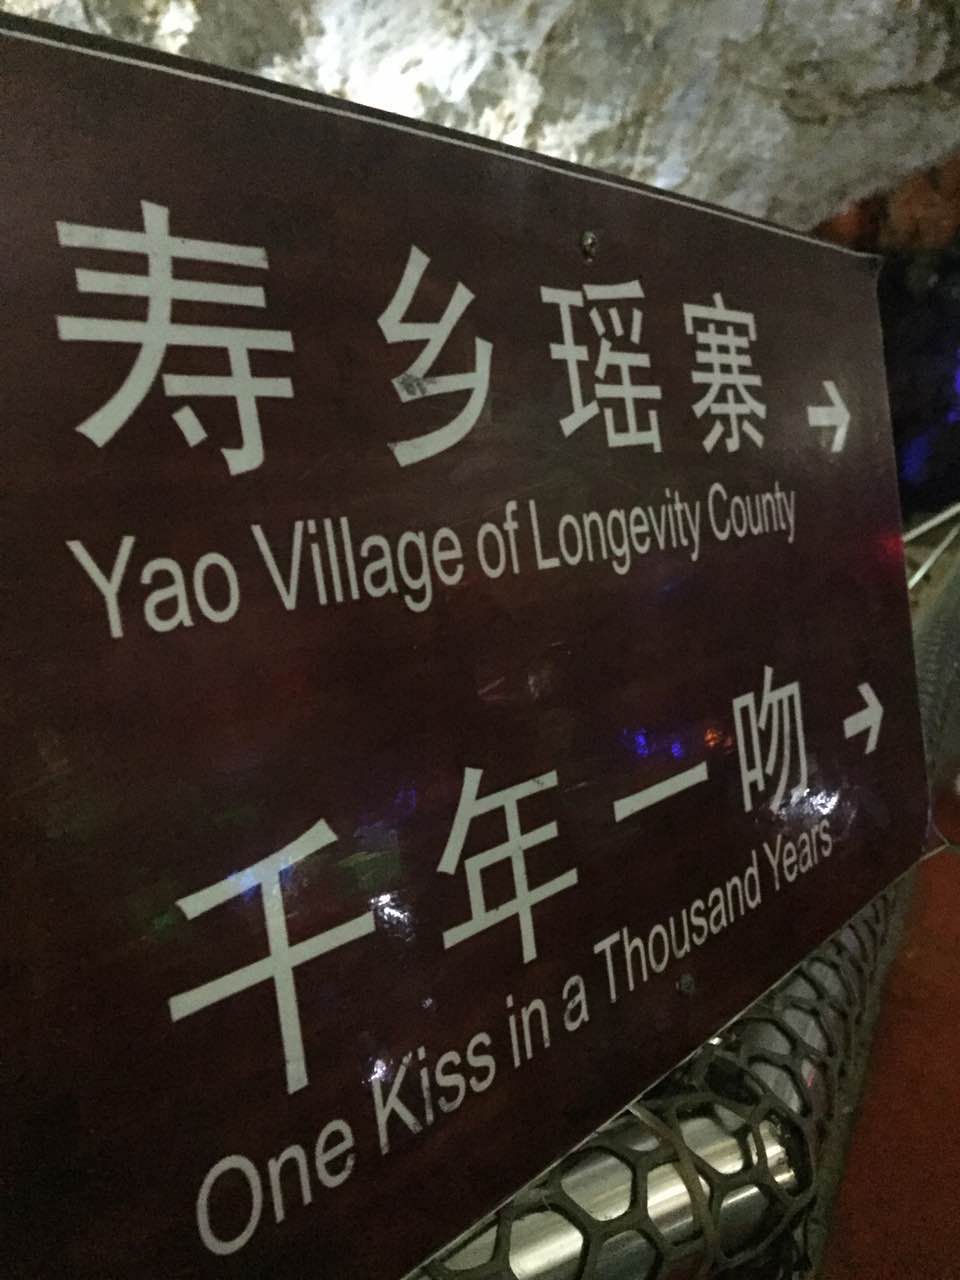 寿乡瑶寨 →
Yao Village of Longevity County
千年一吻 →
One Kiss in a Thousand Years